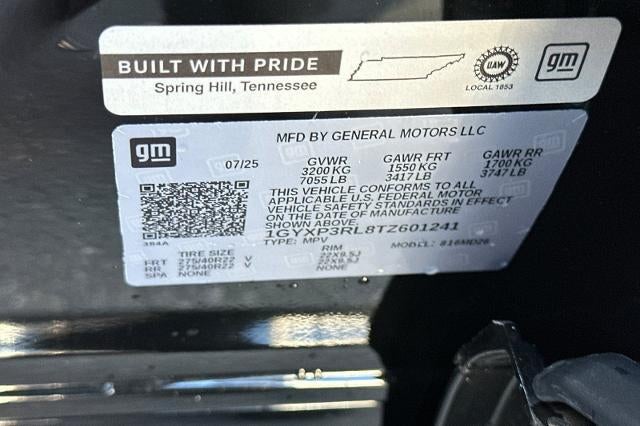 BUILT WITH PRIDE
Spring Hill, Tennessee
UAW
LOCAL 1853
gm
gm
MFD BY GENERAL MOTORS LLC
07/25 GVWR GAWR FRT GAWR RR
3200 KG 1550 KG 1700 KG
7055 LB 3417 LB 3747 LB
THIS VEHICLE CONFORMS TO ALL
APPLICABLE U.S. FEDERAL MOTOR
VEHICLE SAFETY STANDARDS IN EFFECT
ON THE DATE OF MANUFACTURE
SHOWN ABOVE.
1GYXP3RL8TZ601241
384A
TYPE: MPV MODEL: 816MD26
TIRE SIZE RIM
FRT 275/40R22 V 22X9.5J
RR 275/40R22 V 22X9.5J
SPA NONE NONE